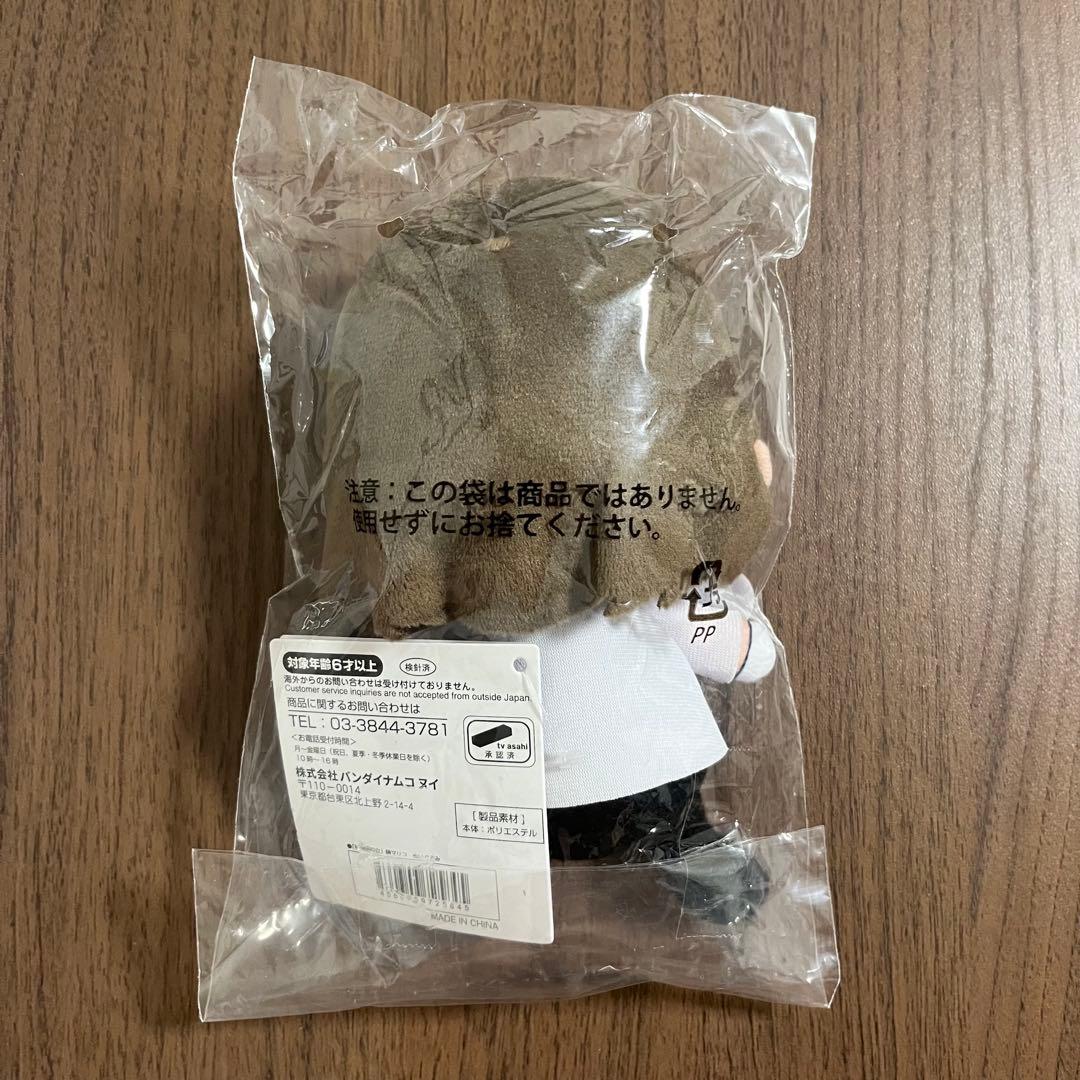 注意：この袋は商品ではありません。
使用せずにお捨てください。
PP
対象年齢6才以上
検針済
海外からのお問い合わせは受け付けておりません。
Customer service inquiries are not accepted from outside Japan.
商品に関するお問い合わせは
TEL：03-3844-3781
＜お電話受付時間＞
月～金曜日（祝日、夏季・冬季休業日を除く）
10時～16時
株式会社 バンダイナムコ ヌイ
〒110-0014
東京都台東区北上野 2-14-4
tv asahi
承認済
［製品素材］
本体：ポリエステル
MADE IN CHINA